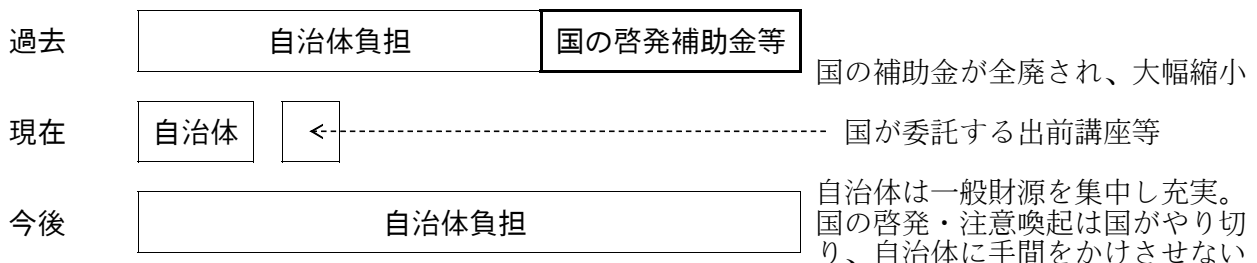 過去
自治体負担
国の啓発補助金等
国の補助金が全廃され、大幅縮小
現在
自治体
国が委託する出前講座等
今後
自治体負担
自治体は一般財源を集中し充実。
国の啓発・注意喚起は国がやり切
り、自治体に手間をかけさせない